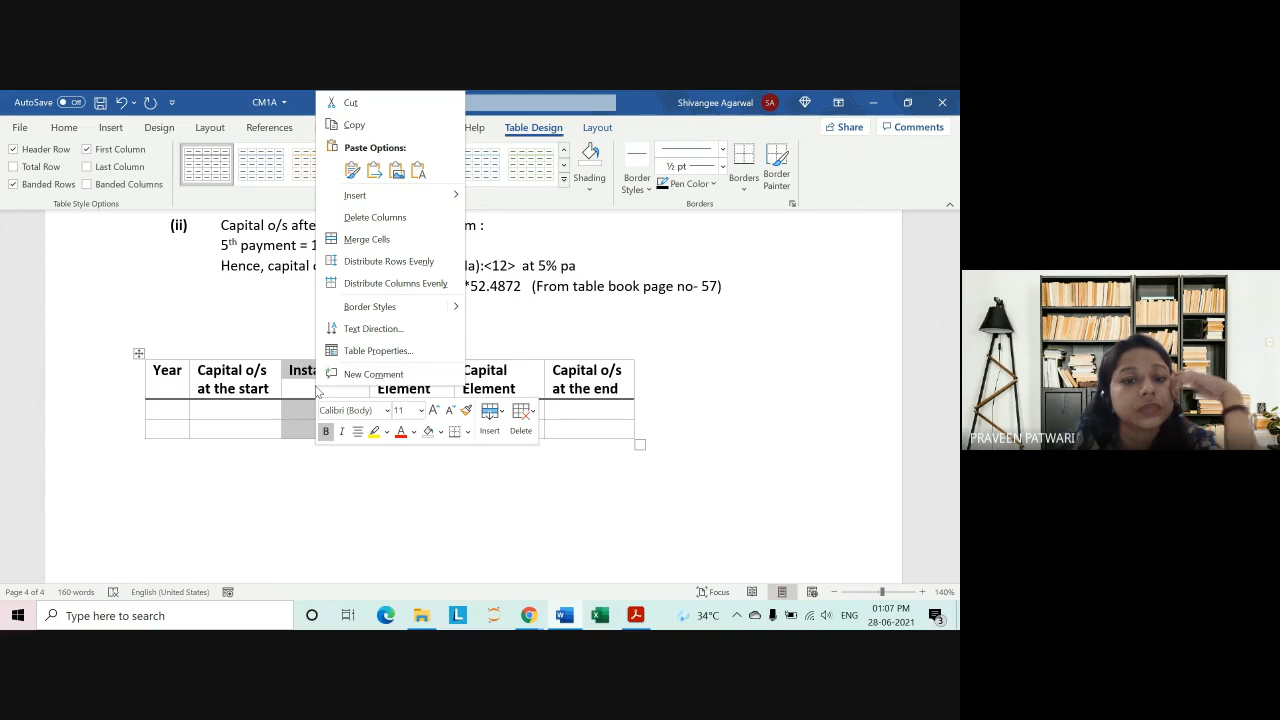 AutoSave Off CM1A Shivangee Agarwal SA
File Home Insert Design Layout References Help Table Design Layout Share Comments
Header Row First Column
Total Row Last Column
Banded Rows Banded Columns
Table Style Options
Shading
Border Styles
½ pt
Pen Color
Borders
Border Painter
Borders
Cut
Copy
Paste Options:
Insert
Delete Columns
Merge Cells
Distribute Rows Evenly
Distribute Columns Evenly
Border Styles
Text Direction...
Table Properties...
New Comment
(ii) Capital o/s afte m :
5th payment = 1
Hence, capital o la):<12> at 5% pa
*52.4872 (From table book page no- 57)
Year Capital o/s at the start Insta Element Capital Element Capital o/s at the end
Calibri (Body) 11
B I A Insert Delete
PRAVEEN PATWARI
Page 4 of 4 160 words English (United States) Focus 140%
Type here to search 34°C ENG 01:07 PM
28-06-2021 3